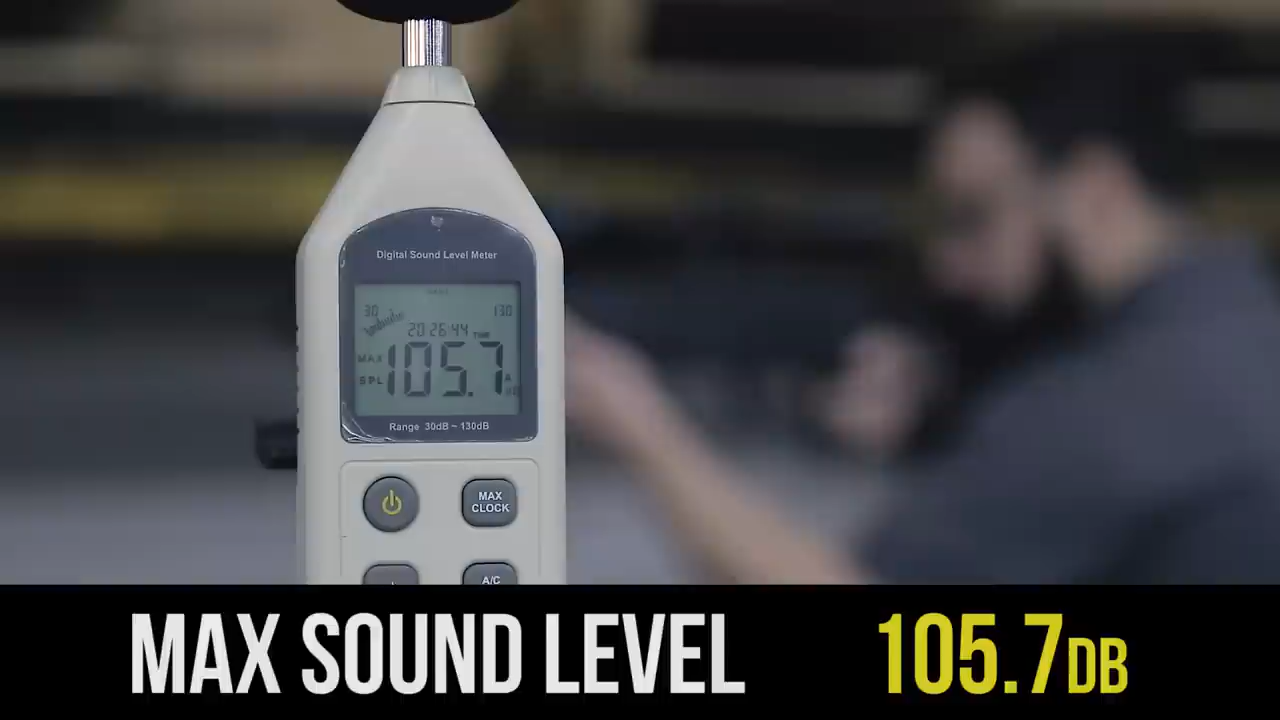 Digital Sound Level Meter
30 130
20 26 44 TIME
MAX 105.7 A
SPL
Range 30dB ~ 130dB
MAX
CLOCK
A/C
MAX SOUND LEVEL 105.7DB